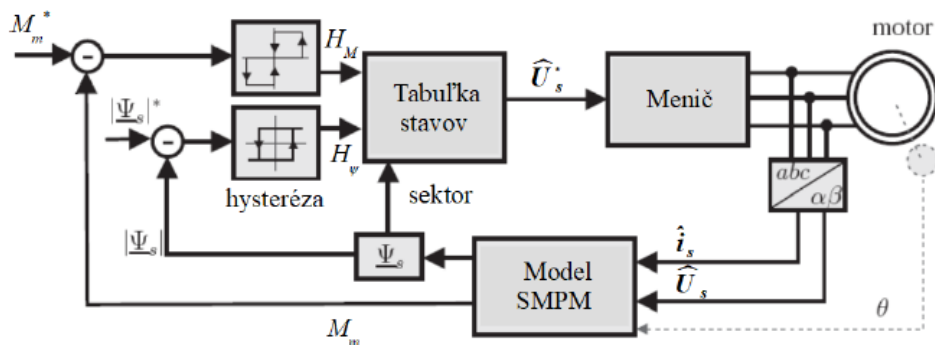 M_m^*
H_M
Tabuľka
stavov
Û_s^*
Menič
motor
|Ψ_s|^*
H_ψ
hysteréza
sektor
abc
αβ
|Ψ_s|
Ψ_s
Model
SMPM
î_s
Û_s
θ
M_m